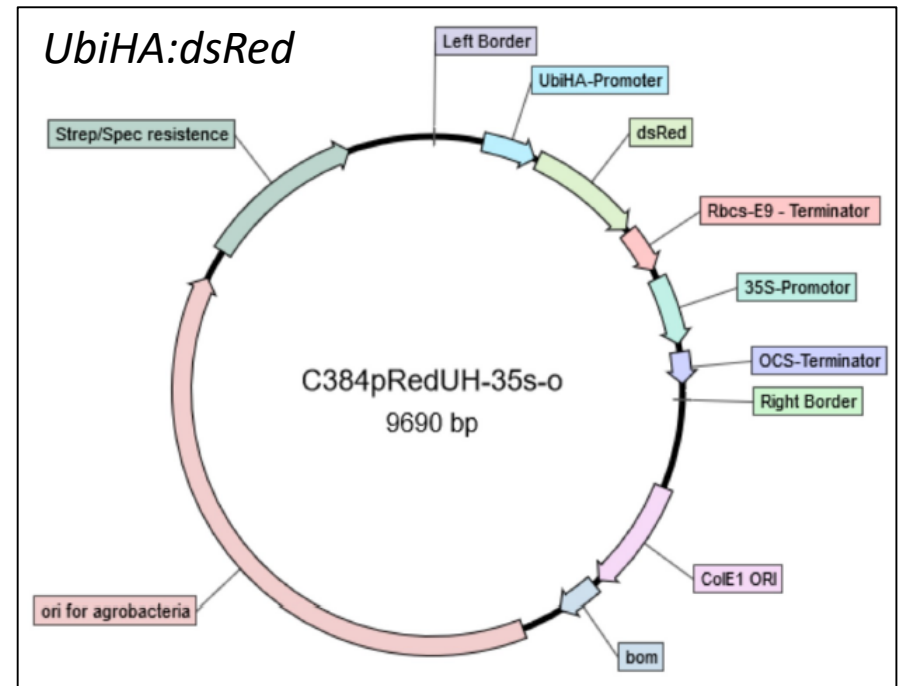 UbiHA:dsRed
Left Border
UbiHA-Promoter
dsRed
Strep/Spec resistence
Rbcs-E9 - Terminator
35S-Promotor
OCS-Terminator
Right Border
C384pRedUH-35s-o
9690 bp
ColE1 ORI
ori for agrobacteria
bom